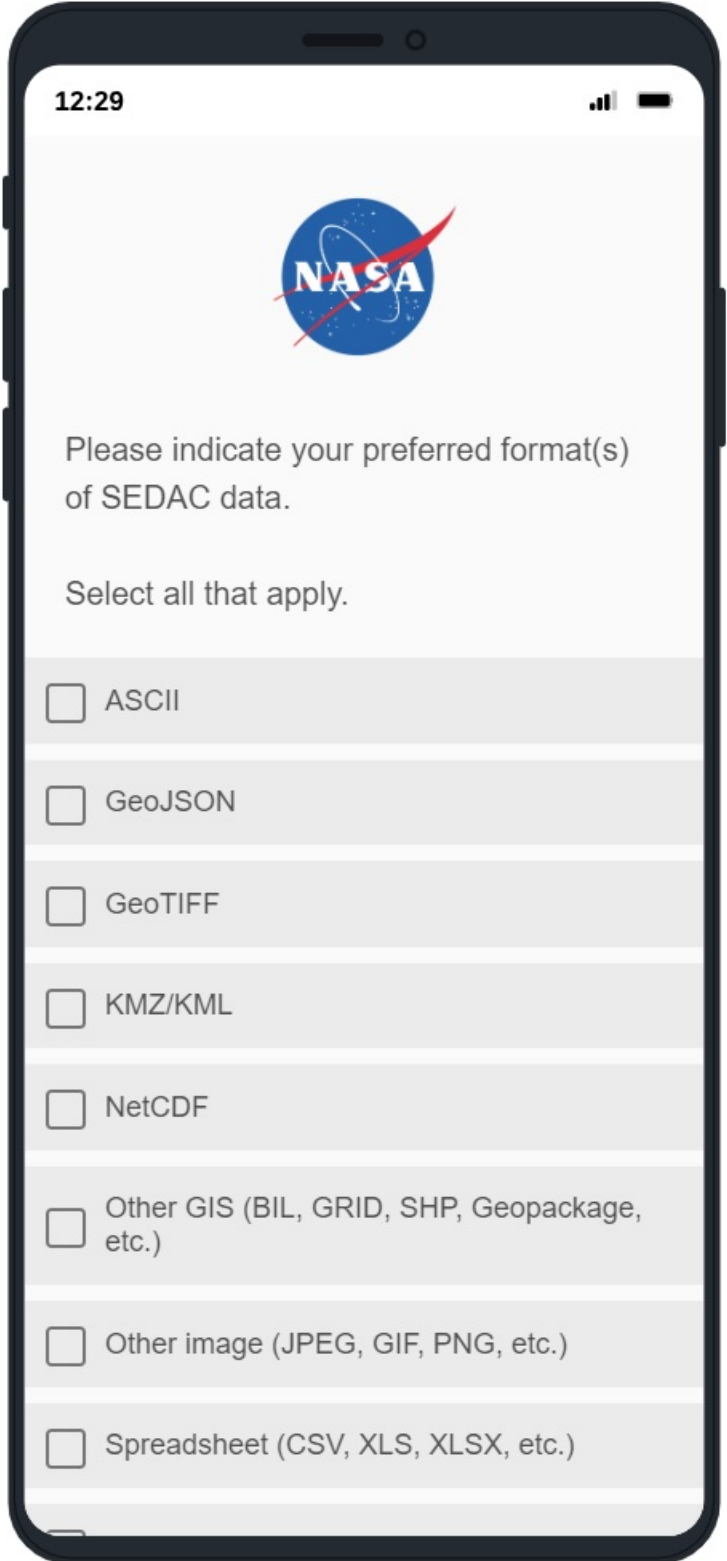 12:29
NASA
Please indicate your preferred format(s)
of SEDAC data.
Select all that apply.
ASCII
GeoJSON
GeoTIFF
KMZ/KML
NetCDF
Other GIS (BIL, GRID, SHP, Geopackage,
etc.)
Other image (JPEG, GIF, PNG, etc.)
Spreadsheet (CSV, XLS, XLSX, etc.)